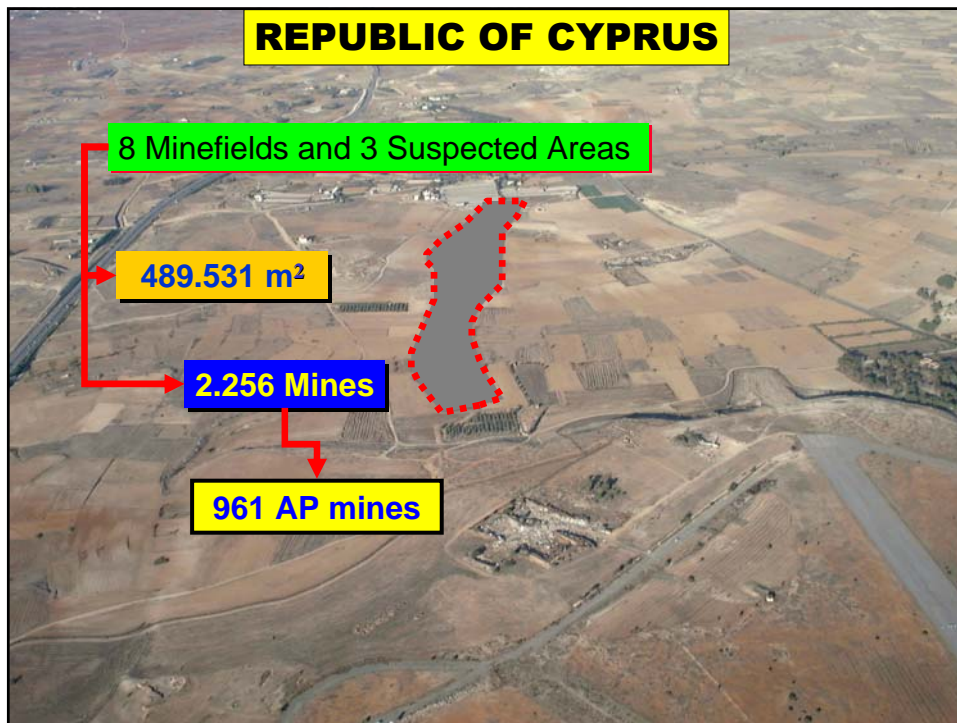 REPUBLIC OF CYPRUS
8 Minefields and 3 Suspected Areas
489.531 m²
2.256 Mines
961 AP mines